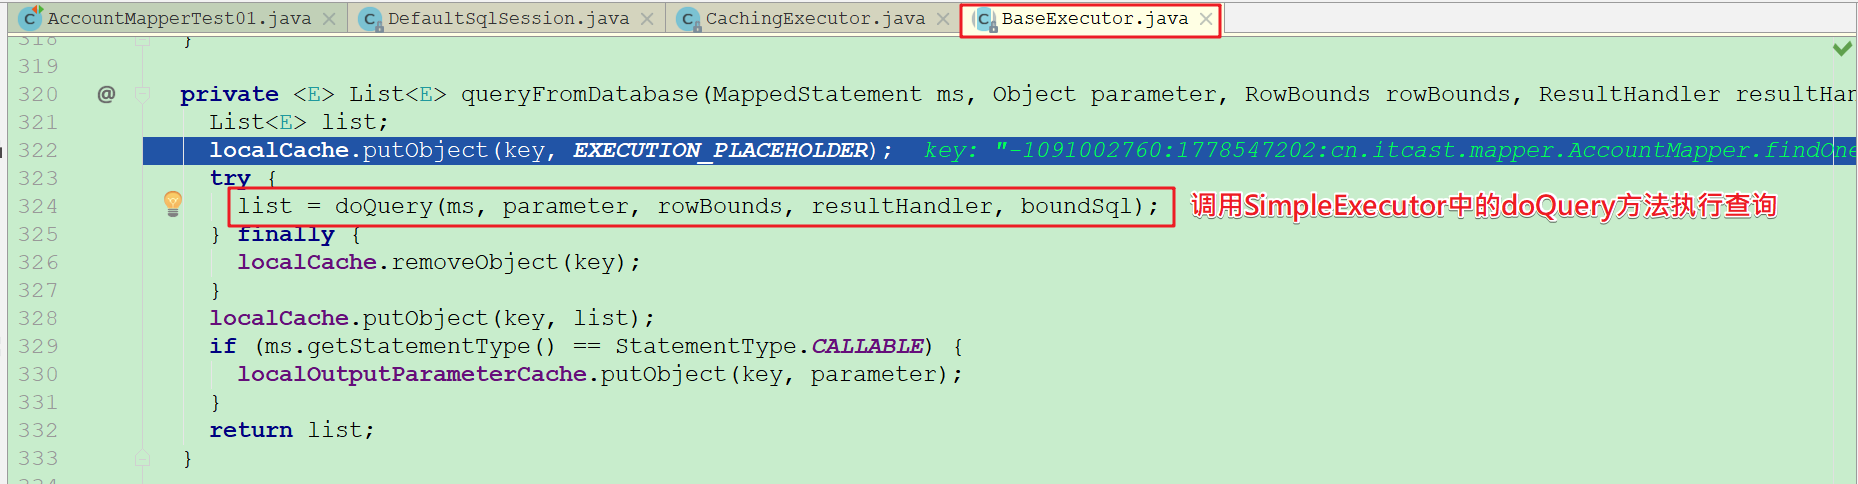 AccountMapperTest01.java DefaultSqlSession.java CachingExecutor.java BaseExecutor.java
318 }
319
320 @ private <E> List<E> queryFromDatabase(MappedStatement ms, Object parameter, RowBounds rowBounds, ResultHandler resultHan
321 List<E> list;
322 localCache.putObject(key, EXECUTION_PLACEHOLDER); key: "-1091002760:1778547202:cn.itcast.mapper.AccountMapper.findOne
323 try {
324 list = doQuery(ms, parameter, rowBounds, resultHandler, boundSql); 调用SimpleExecutor中的doQuery方法执行查询
325 } finally {
326 localCache.removeObject(key);
327 }
328 localCache.putObject(key, list);
329 if (ms.getStatementType() == StatementType.CALLABLE) {
330 localOutputParameterCache.putObject(key, parameter);
331 }
332 return list;
333 }
334